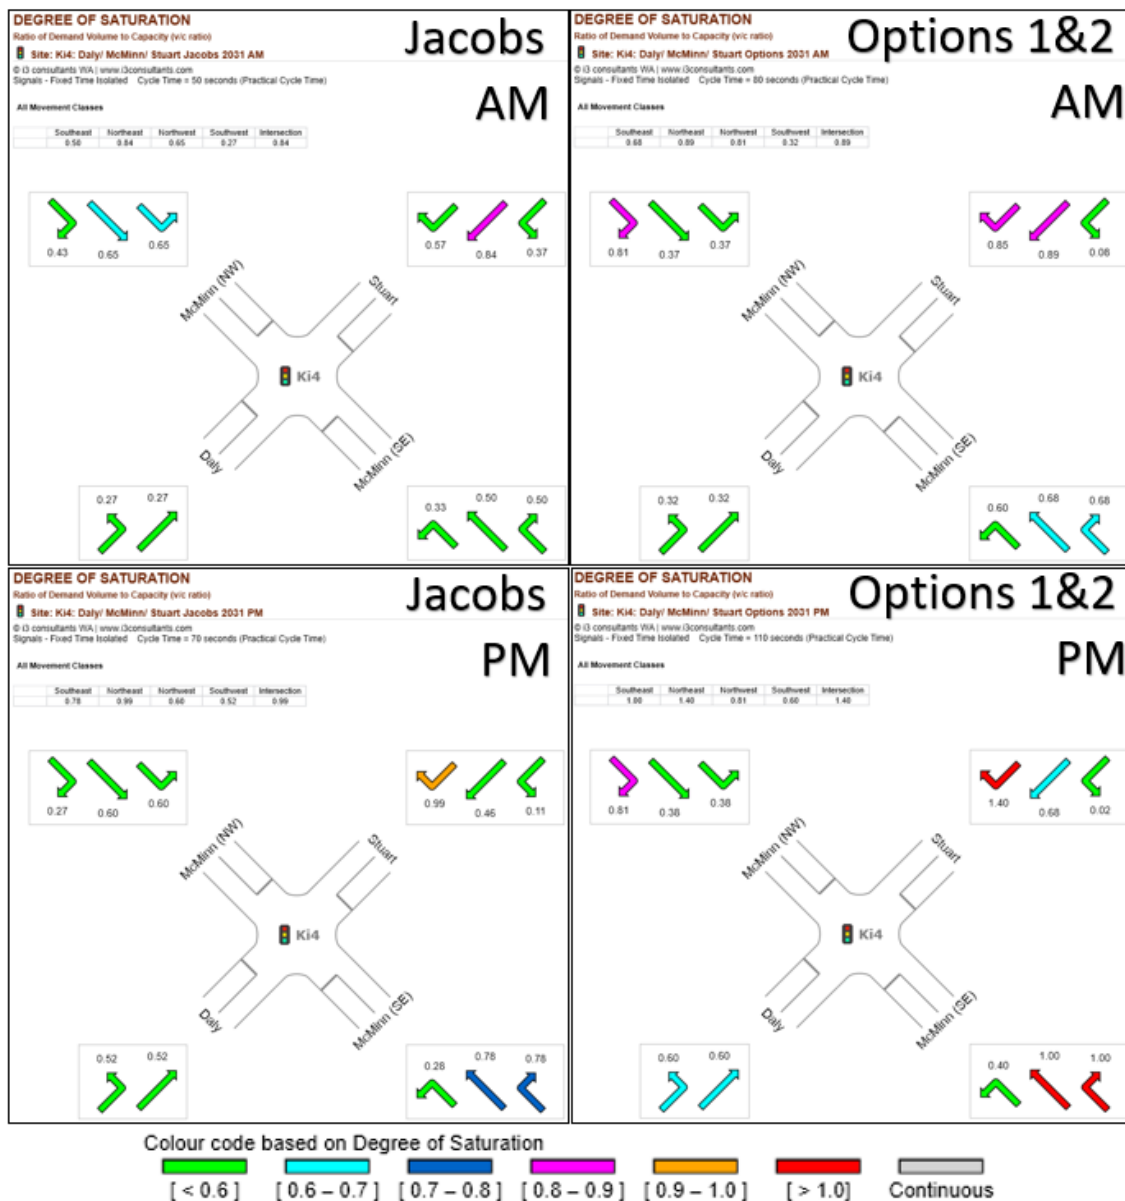 DEGREE OF SATURATION
Jacobs
Ratio of Demand Volume to Capacity (v/c ratio)
Site: Ki4: Daly/ McMinn/ Stuart Jacobs 2031 AM
© i3 consultants WA | www.i3consultants.com
Signals - Fixed Time Isolated Cycle Time = 50 seconds (Practical Cycle Time)
AM
All Movement Classes
Southeast Northeast Northwest Southwest Intersection
0.50 0.84 0.65 0.27 0.84
0.43 0.65 0.65
0.57 0.84 0.37
McMinn (NW)
Stuart
Ki4
Daly
McMinn (SE)
0.27 0.27
0.33 0.50 0.50
DEGREE OF SATURATION
Options 1&2
Ratio of Demand Volume to Capacity (v/c ratio)
Site: Ki4: Daly/ McMinn/ Stuart Options 2031 AM
© i3 consultants WA | www.i3consultants.com
Signals - Fixed Time Isolated Cycle Time = 80 seconds (Practical Cycle Time)
AM
All Movement Classes
Southeast Northeast Northwest Southwest Intersection
0.68 0.89 0.81 0.32 0.89
0.81 0.37 0.37
0.85 0.89 0.08
McMinn (NW)
Stuart
Ki4
Daly
McMinn (SE)
0.32 0.32
0.60 0.68 0.68
DEGREE OF SATURATION
Jacobs
Ratio of Demand Volume to Capacity (v/c ratio)
Site: Ki4: Daly/ McMinn/ Stuart Jacobs 2031 PM
© i3 consultants WA | www.i3consultants.com
Signals - Fixed Time Isolated Cycle Time = 70 seconds (Practical Cycle Time)
PM
All Movement Classes
Southeast Northeast Northwest Southwest Intersection
0.78 0.99 0.60 0.52 0.99
0.27 0.60 0.60
0.99 0.46 0.11
McMinn (NW)
Stuart
Ki4
Daly
McMinn (SE)
0.52 0.52
0.28 0.78 0.78
DEGREE OF SATURATION
Options 1&2
Ratio of Demand Volume to Capacity (v/c ratio)
Site: Ki4: Daly/ McMinn/ Stuart Options 2031 PM
© i3 consultants WA | www.i3consultants.com
Signals - Fixed Time Isolated Cycle Time = 110 seconds (Practical Cycle Time)
PM
All Movement Classes
Southeast Northeast Northwest Southwest Intersection
1.00 1.40 0.81 0.60 1.40
0.81 0.38 0.38
1.40 0.68 0.02
McMinn (NW)
Stuart
Ki4
Daly
McMinn (SE)
0.60 0.60
0.40 1.00 1.00
Colour code based on Degree of Saturation
[ < 0.6 ] [ 0.6 – 0.7 ] [ 0.7 – 0.8 ] [ 0.8 – 0.9 ] [ 0.9 – 1.0 ] [ > 1.0 ] Continuous